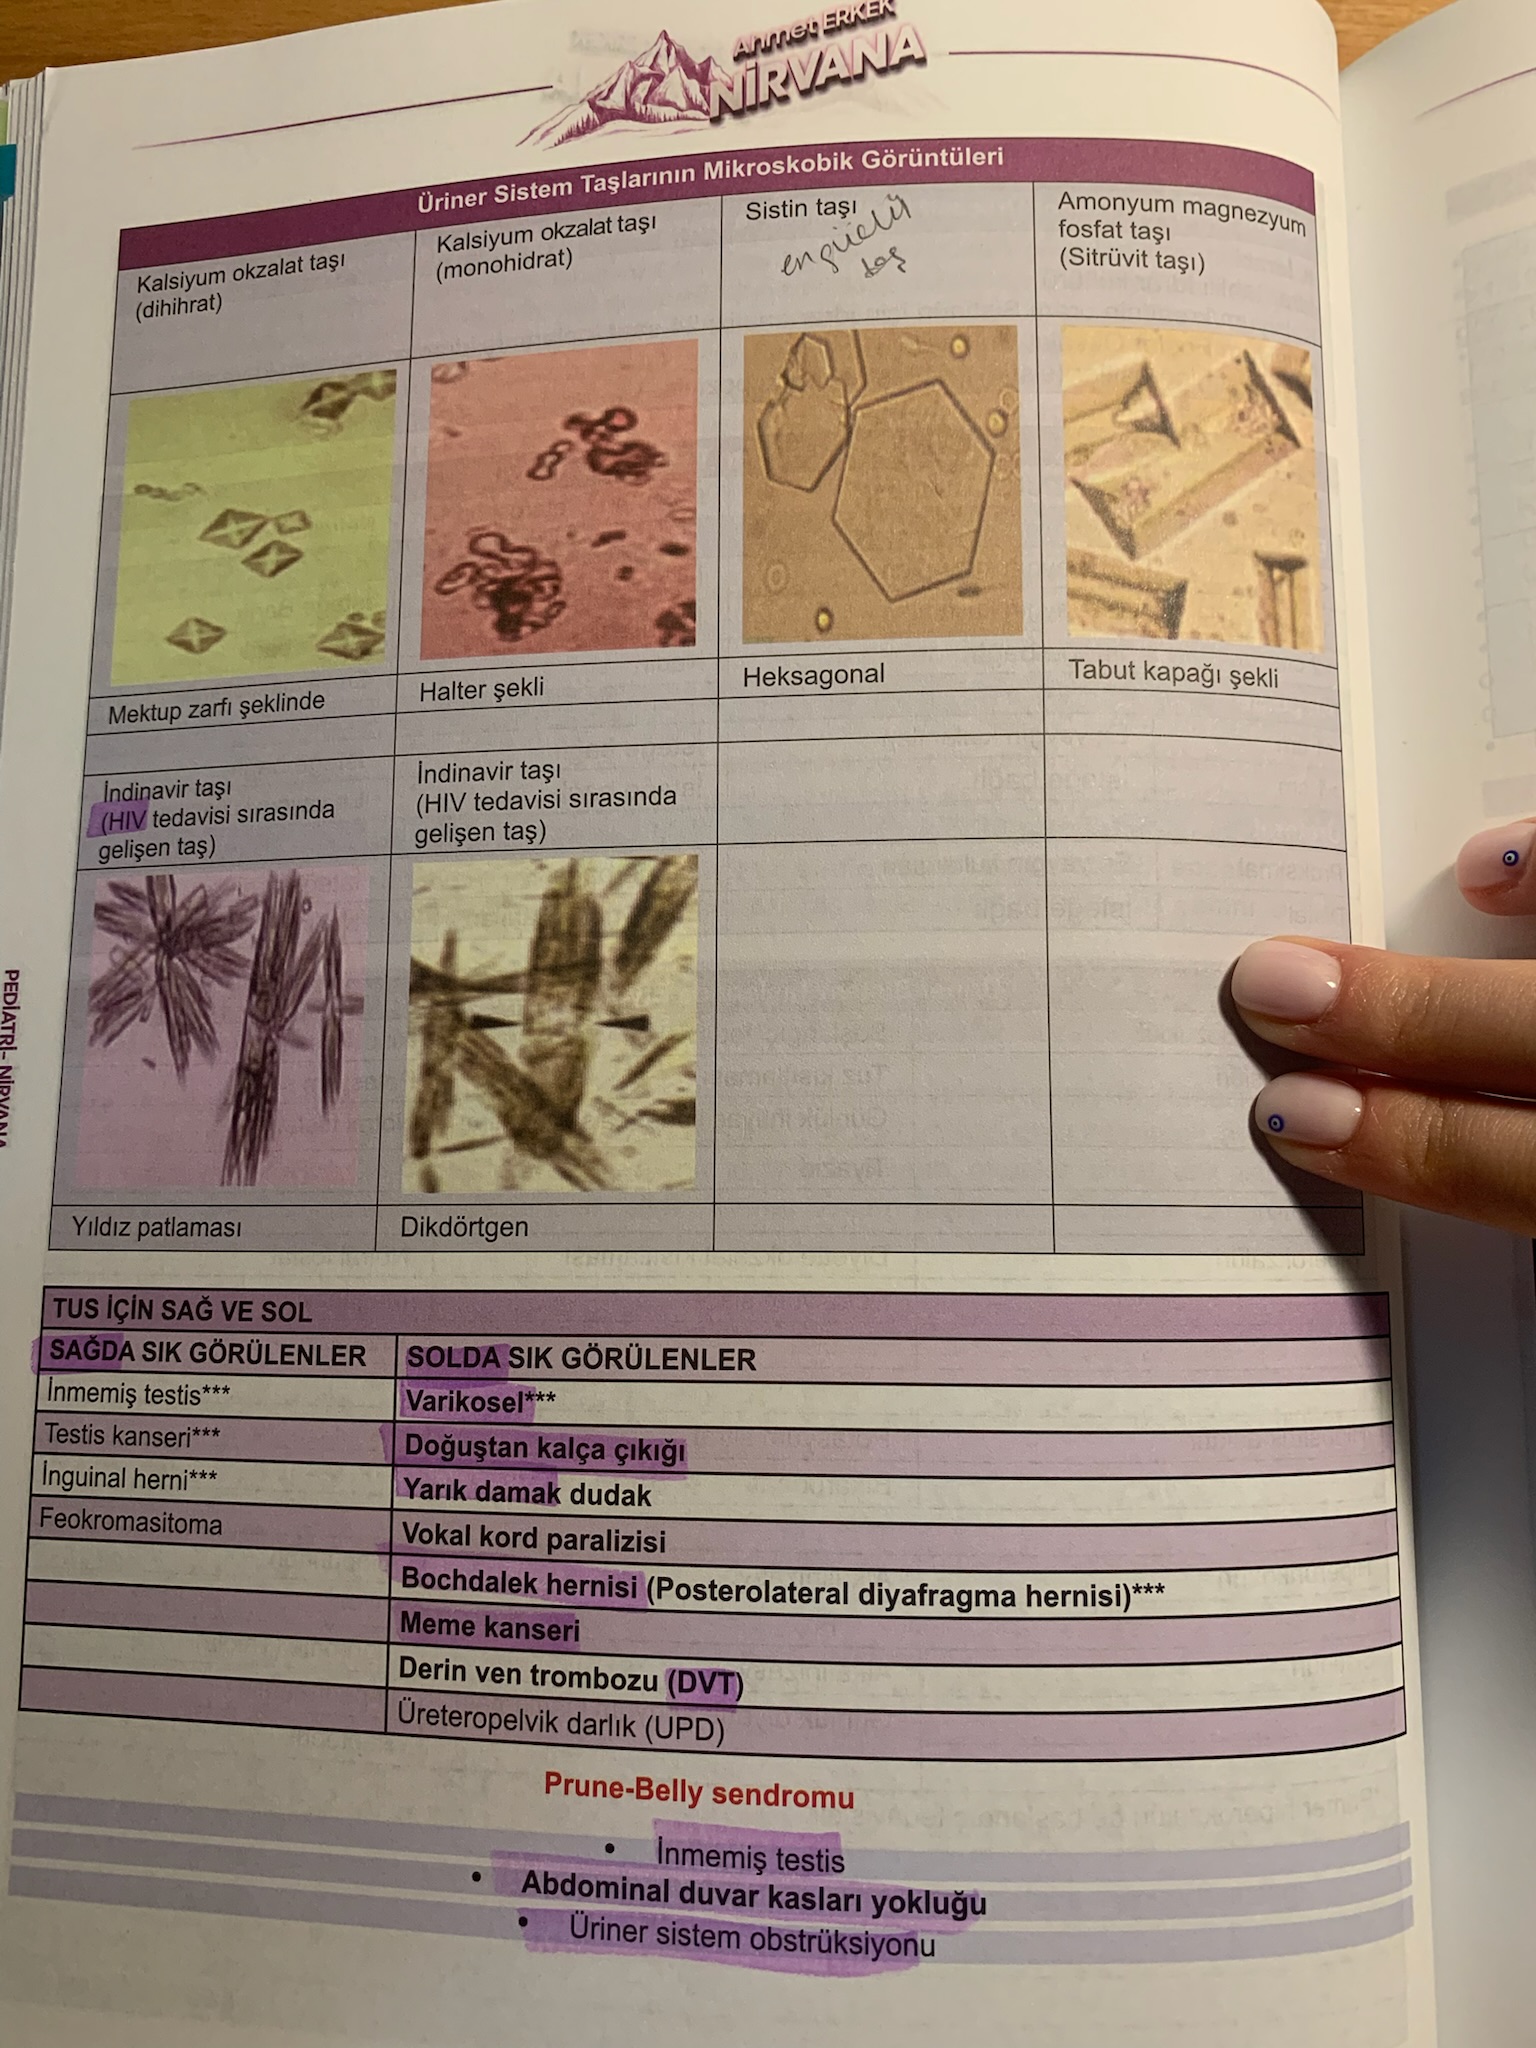 Ahmet ERKEK
NİRVANA
Üriner Sistem Taşlarının Mikroskobik Görüntüleri
Kalsiyum okzalat taşı
(dihihrat)
Kalsiyum okzalat taşı
(monohidrat)
Sistin taşı
en güçlü
taş
Amonyum magnezyum
fosfat taşı
(Sitrüvit taşı)
Mektup zarfı şeklinde
Halter şekli
Heksagonal
Tabut kapağı şekli
İndinavir taşı
(HIV tedavisi sırasında
gelişen taş)
İndinavir taşı
(HIV tedavisi sırasında
gelişen taş)
Yıldız patlaması
Dikdörtgen
PEDİATRİ- NİRVANA
TUS İÇİN SAĞ VE SOL
SAĞDA SIK GÖRÜLENLER
SOLDA SIK GÖRÜLENLER
İnmemiş testis***
Varikosel***
Testis kanseri***
Doğuştan kalça çıkığı
İnguinal herni***
Yarık damak dudak
Feokromasitoma
Vokal kord paralizisi
Bochdalek hernisi (Posterolateral diyafragma hernisi)***
Meme kanseri
Derin ven trombozu (DVT)
Üreteropelvik darlık (UPD)
Prune-Belly sendromu
• İnmemiş testis
• Abdominal duvar kasları yokluğu
• Üriner sistem obstrüksiyonu